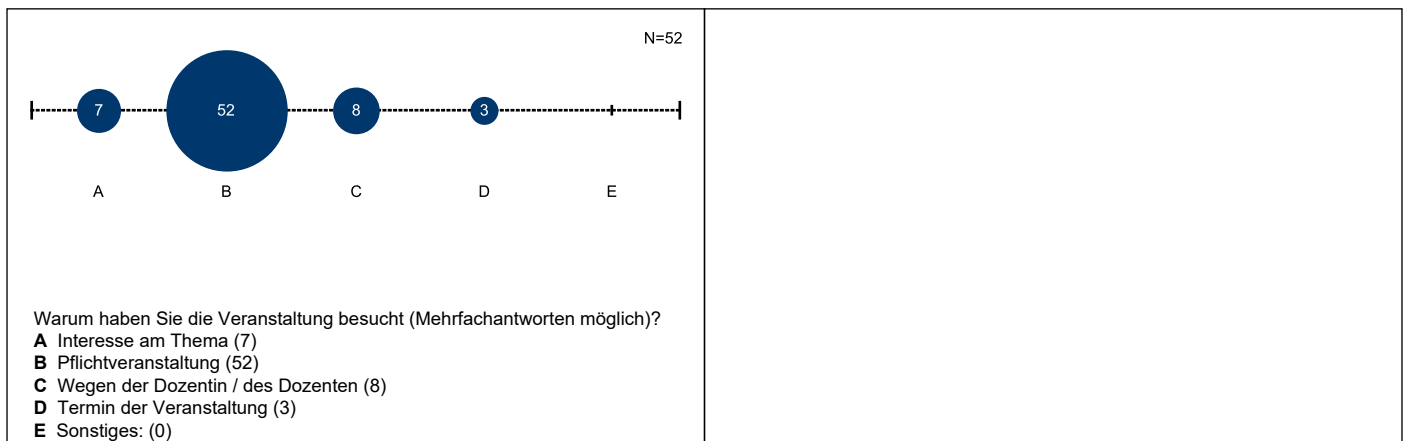 N=52
7 52 8 3
A B C D E
Warum haben Sie die Veranstaltung besucht (Mehrfachantworten möglich)?
A Interesse am Thema (7)
B Pflichtveranstaltung (52)
C Wegen der Dozentin / des Dozenten (8)
D Termin der Veranstaltung (3)
E Sonstiges: (0)